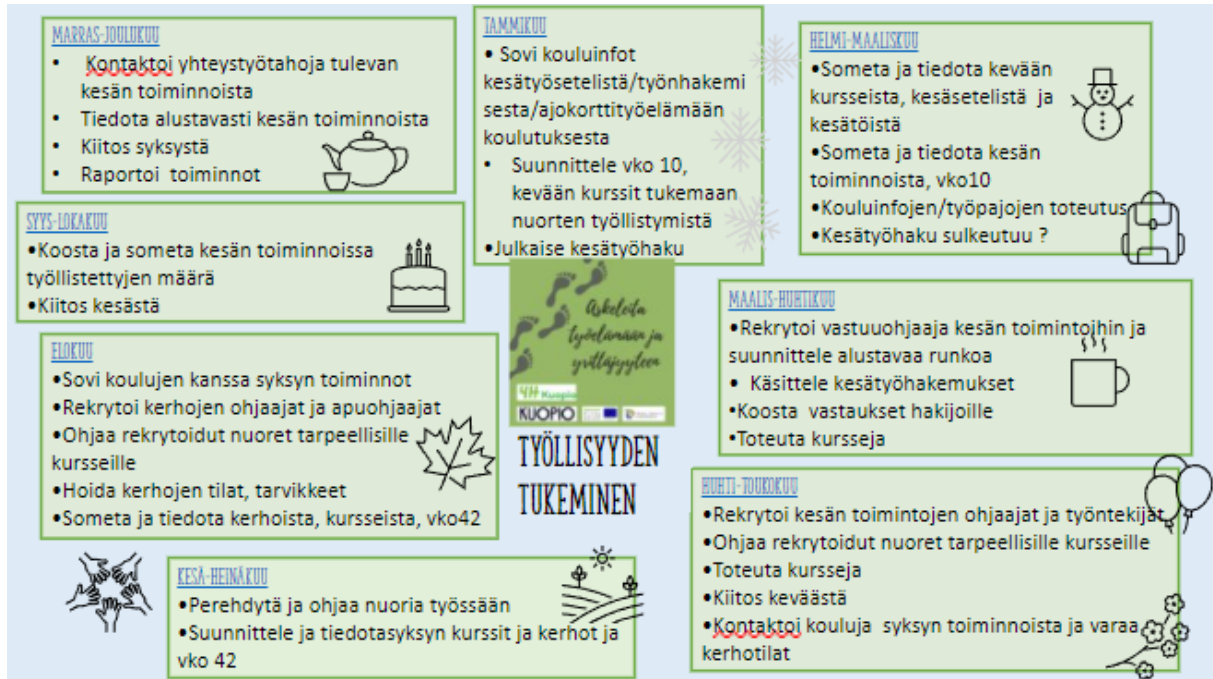 MARRAS-JOULUKUU
• Kontaktoi yhteystyötahoja tulevan
kesän toiminnoista
• Tiedota alustavasti kesän toiminnoista
• Kiitos syksystä
• Raportoi toiminnot
TAMMIKUU
• Sovi kouluinfot
kesätyösetelistä/työnhakemi
sesta/ajokorttityöelämään
koulutuksesta
• Suunnittele vko 10,
kevään kurssit tukemaan
nuorten työllistymistä
•Julkaise kesätyöhaku
HELMI-MAALISKUU
•Someta ja tiedota kevään
kursseista, kesäsetelistä ja
kesätöistä
•Someta ja tiedota kesän
toiminnoista, vko10
•Kouluinfojen/työpajojen toteutus
•Kesätyöhaku sulkeutuu ?
SYYS-LOKAKUU
•Koosta ja someta kesän toiminnoissa
työllistettyjen määrä
•Kiitos kesästä
MAALIS-HUHTIKUU
•Rekrytoi vastuuohjaaja kesän toimintoihin ja
suunnittele alustavaa runkoa
• Käsittele kesätyöhakemukset
•Koosta vastaukset hakijoille
•Toteuta kursseja
Askeleita
työelämään ja
yrittäjyyteen
4H Kuopio
KUOPIO
TYÖLLISYYDEN
TUKEMINEN
ELOKUU
•Sovi koulujen kanssa syksyn toiminnot
•Rekrytoi kerhojen ohjaajat ja apuohjaajat
•Ohjaa rekrytoidut nuoret tarpeellisille
kursseille
•Hoida kerhojen tilat, tarvikkeet
•Someta ja tiedota kerhoista, kursseista, vko42
HUHTI-TOUKOKUU
•Rekrytoi kesän toimintojen ohjaajat ja työntekijät
•Ohjaa rekrytoidut nuoret tarpeellisille kursseille
•Toteuta kursseja
•Kiitos keväästä
•Kontaktoi kouluja syksyn toiminnoista ja varaa
kerhotilat
KESÄ-HEINÄKUU
•Perehdytä ja ohjaa nuoria työssään
•Suunnittele ja tiedotasyksyn kurssit ja kerhot ja
vko 42